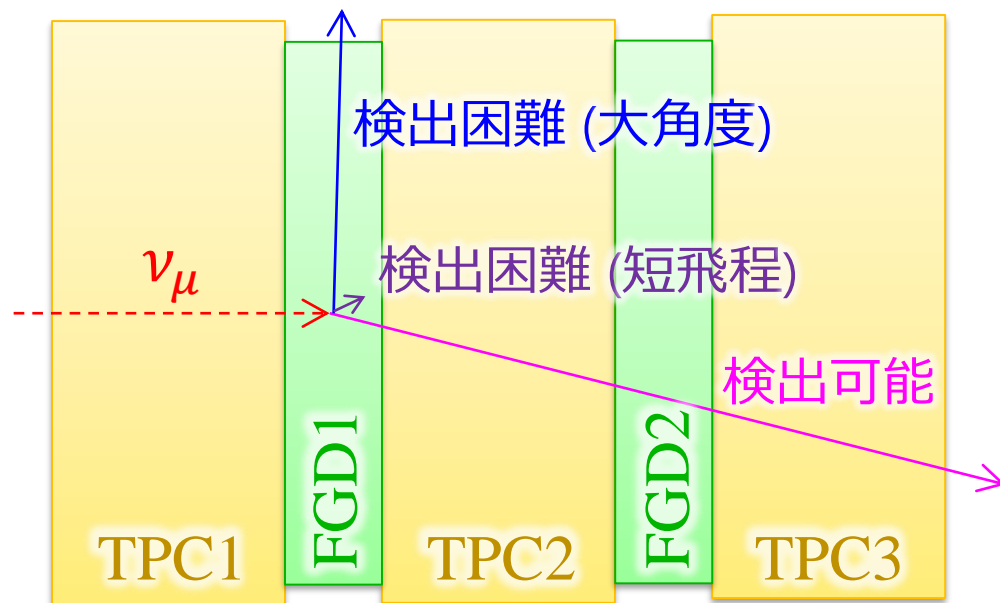 検出困難 (大角度)
νμ
検出困難 (短飛程)
検出可能
TPC1
FGD1
TPC2
FGD2
TPC3